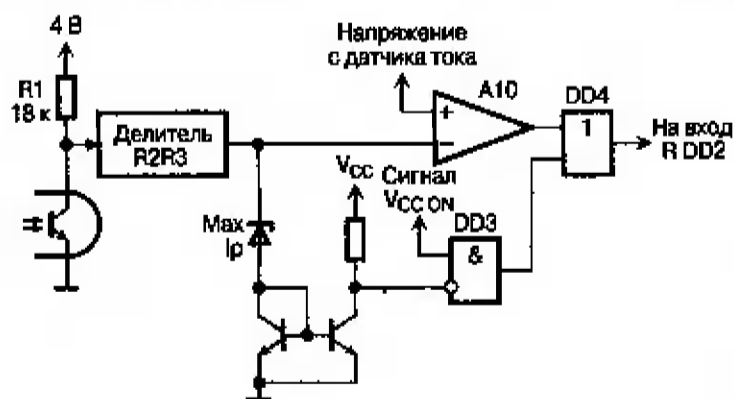 4 В
R1
18 к
Делитель
R2R3
Напряжение
с датчика тока
+
−
A10
DD4
1
На вход
R DD2
VCC
Сигнал
VCC ON
DD3
&
Max
Ip